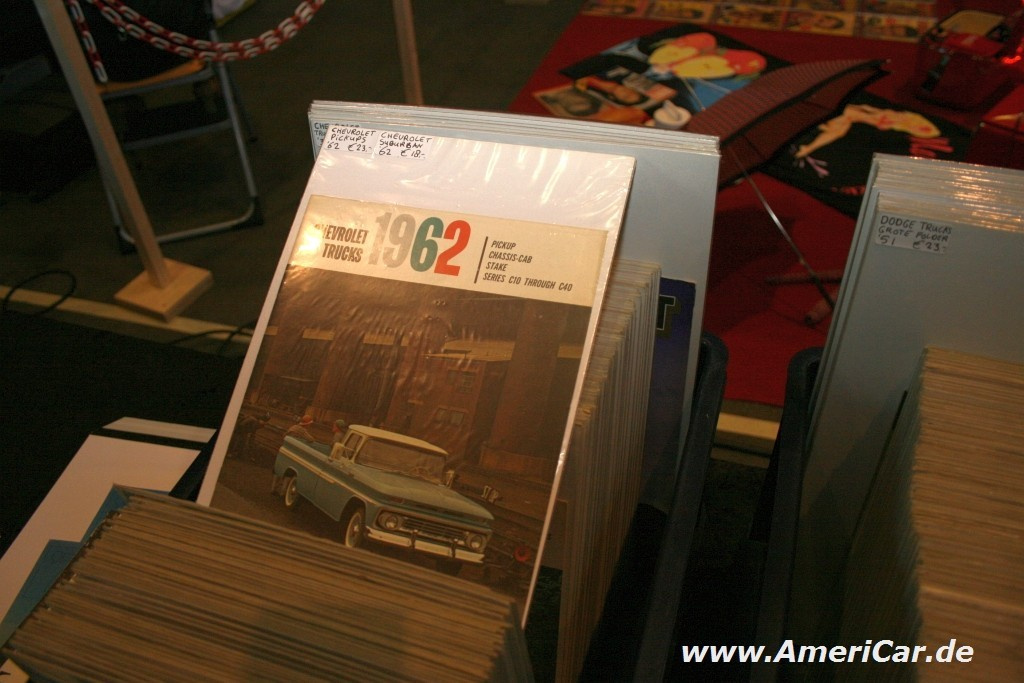 CHEVROLET
PICKUPS
'62 €23.-
CHEVROLET
SUBURBAN
62 €18.-
CHEVROLET
TRUCKS
1962
PICKUP
CHASSIS-CAB
STAKE
SERIES C10 THROUGH C40
DODGE TRUCKS
51 €23.-
www.AmeriCar.de